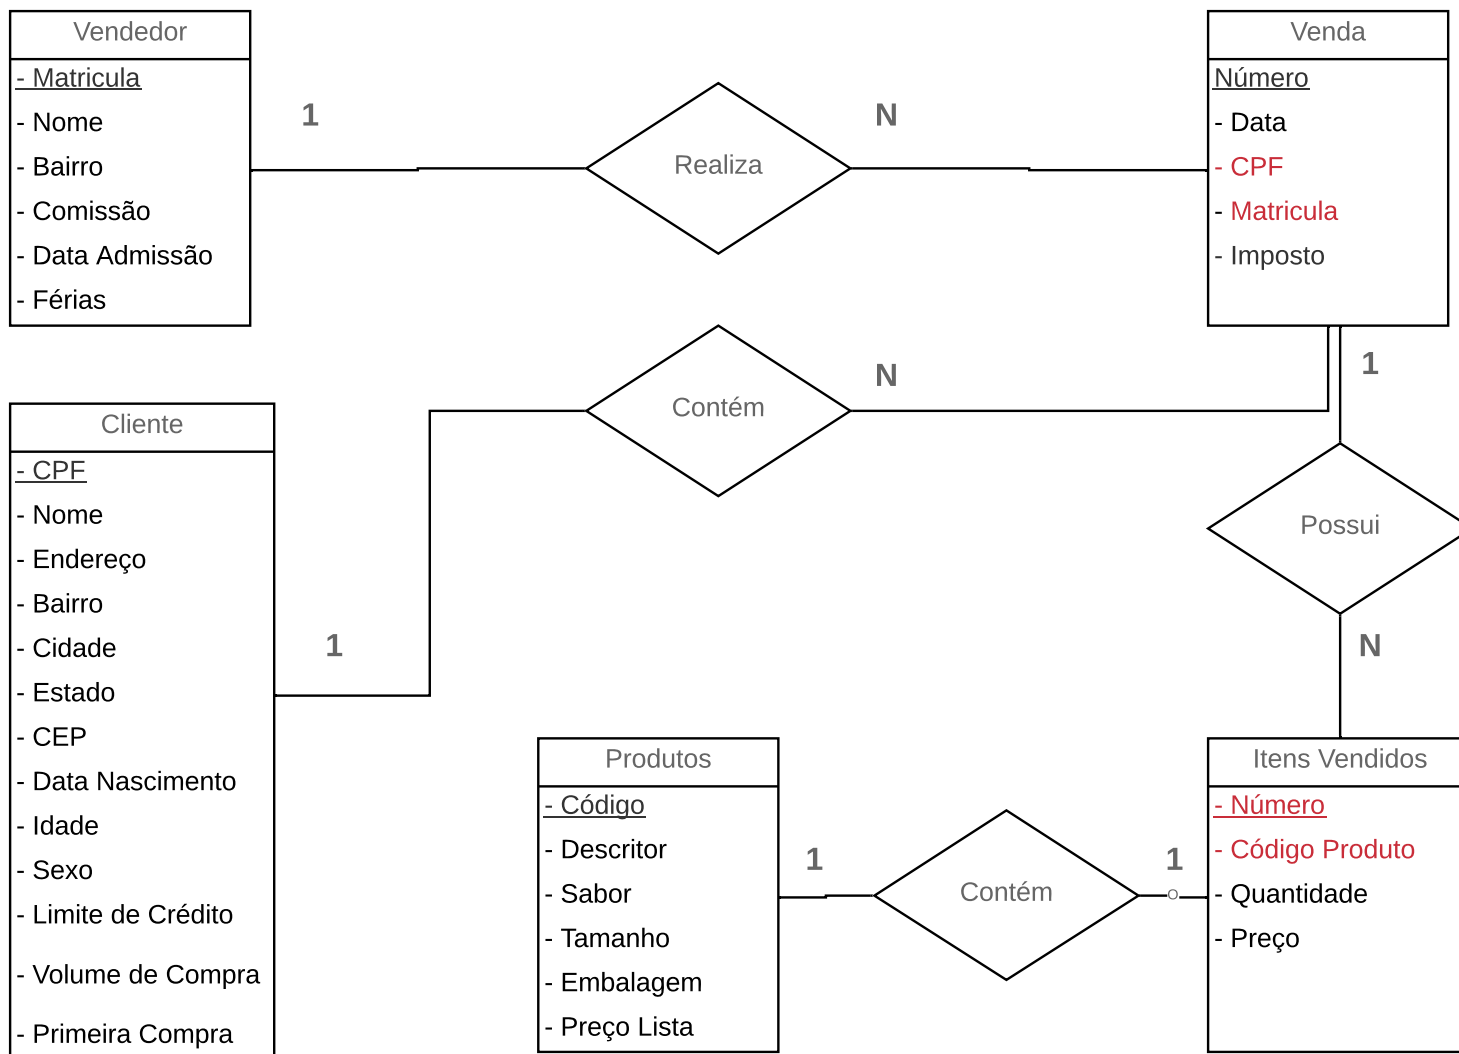 Vendedor
- Matricula
- Nome
- Bairro
- Comissão
- Data Admissão
- Férias
1
Realiza
N
Venda
Número
- Data
- CPF
- Matricula
- Imposto
Cliente
- CPF
- Nome
- Endereço
- Bairro
- Cidade
- Estado
- CEP
- Data Nascimento
- Idade
- Sexo
- Limite de Crédito
- Volume de Compra
- Primeira Compra
1
Contém
N
1
Possui
N
Produtos
- Código
- Descritor
- Sabor
- Tamanho
- Embalagem
- Preço Lista
1
Contém
1
Itens Vendidos
- Número
- Código Produto
- Quantidade
- Preço